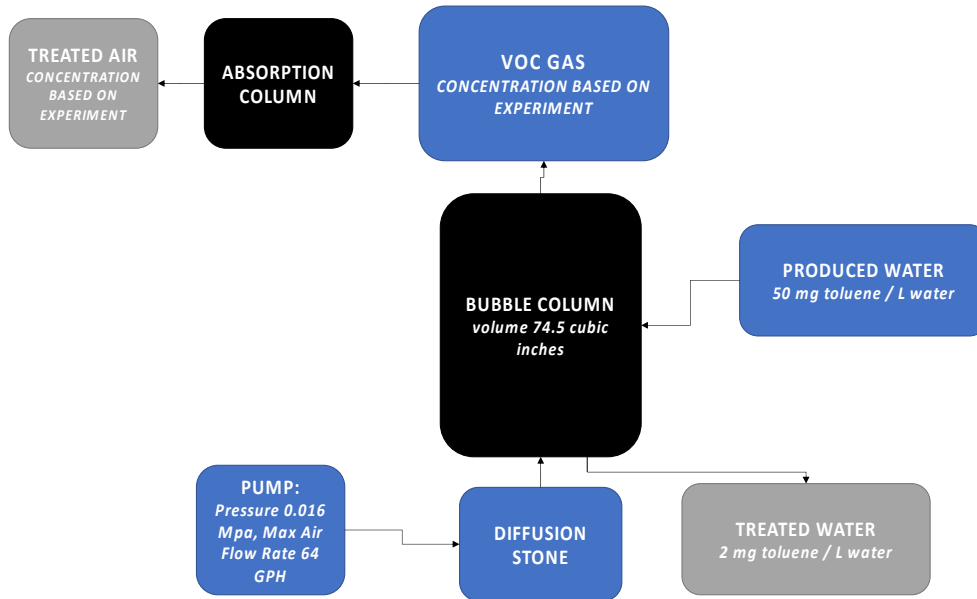 TREATED AIR
CONCENTRATION
BASED ON
EXPERIMENT
ABSORPTION
COLUMN
VOC GAS
CONCENTRATION BASED ON
EXPERIMENT
BUBBLE COLUMN
volume 74.5 cubic
inches
PRODUCED WATER
50 mg toluene / L water
PUMP:
Pressure 0.016
Mpa, Max Air
Flow Rate 64
GPH
DIFFUSION
STONE
TREATED WATER
2 mg toluene / L water